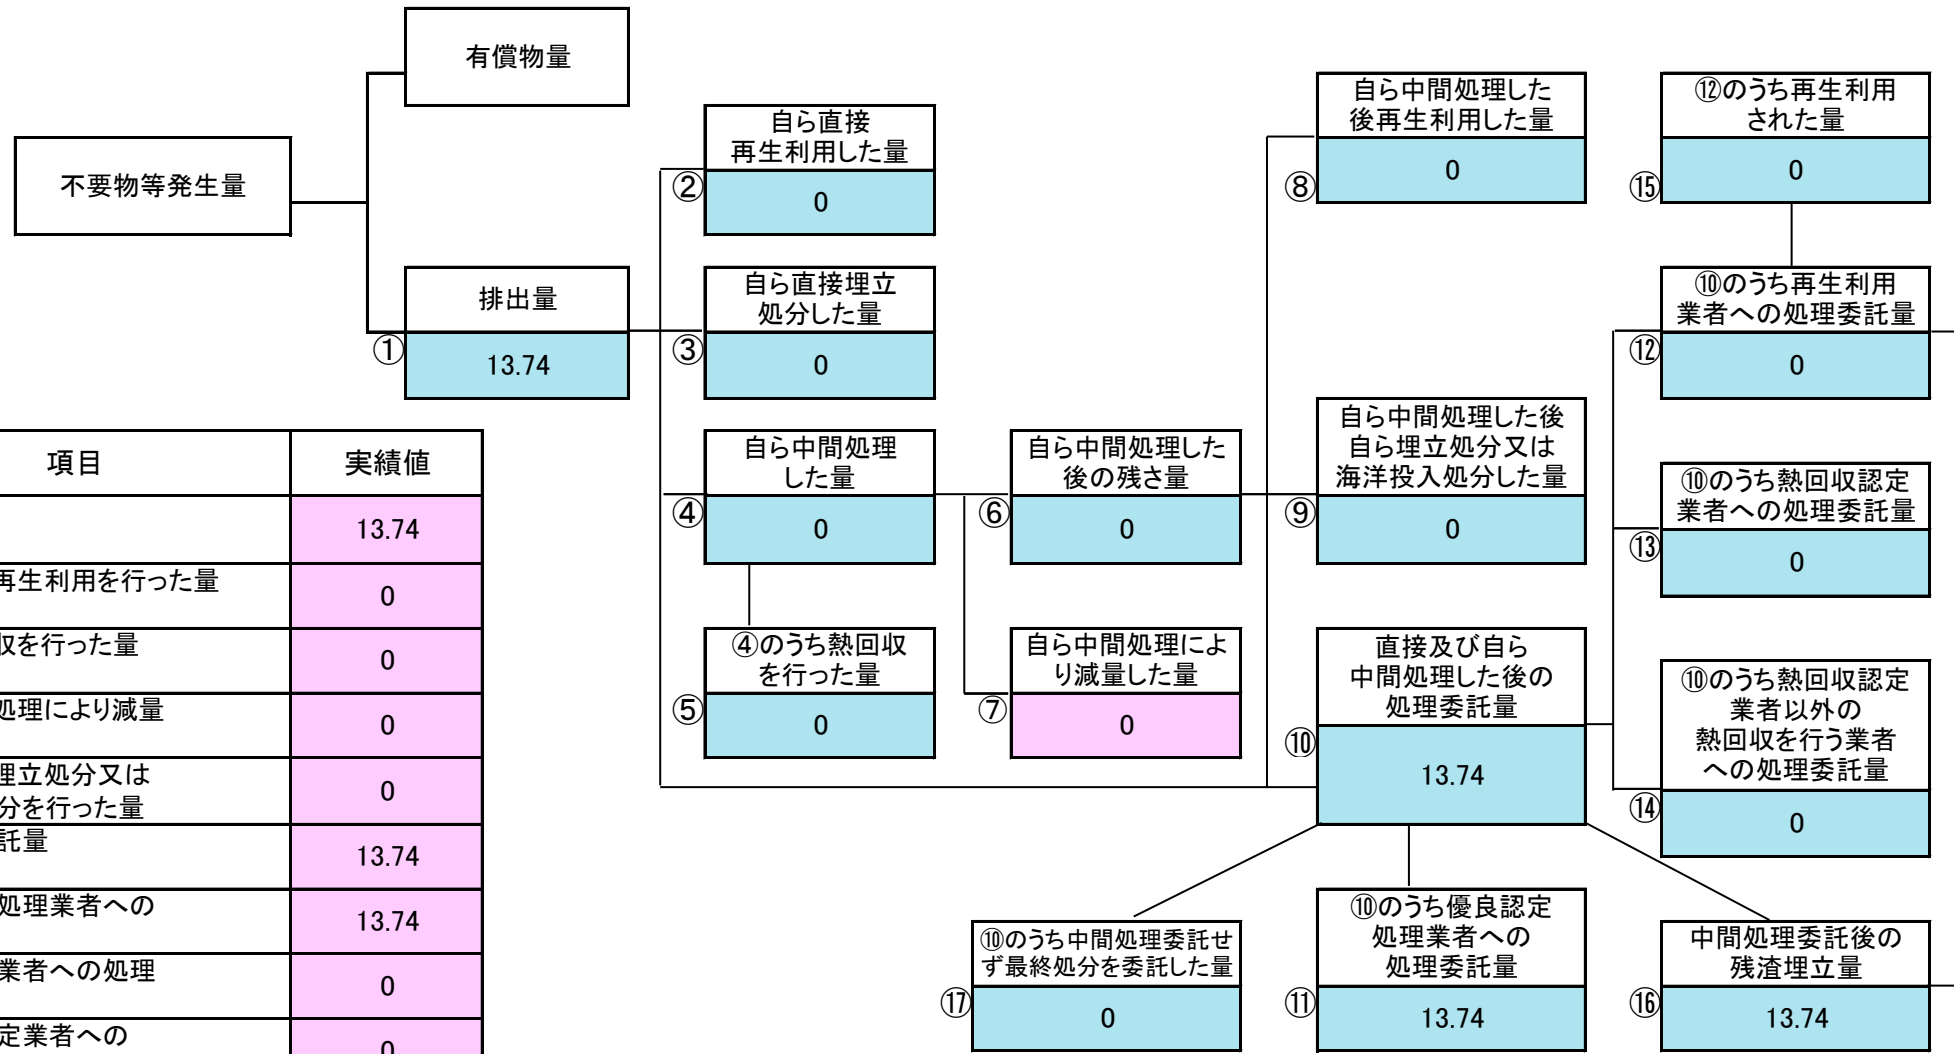 有償物量
不要物等発生量
排出量
①
13.74
自ら直接
再生利用した量
②
0
自ら直接埋立
処分した量
③
0
自ら中間処理
した量
④
0
④のうち熱回収
を行った量
⑤
0
自ら中間処理した
後の残さ量
⑥
0
自ら中間処理によ
り減量した量
⑦
0
自ら中間処理した
後再生利用した量
⑧
0
自ら中間処理した後
自ら埋立処分又は
海洋投入処分した量
⑨
0
直接及び自ら
中間処理した後の
処理委託量
⑩
13.74
⑫のうち再生利用
された量
⑮
0
⑩のうち再生利用
業者への処理委託量
⑫
0
⑩のうち熱回収認定
業者への処理委託量
⑬
0
⑩のうち熱回収認定
業者以外の
熱回収を行う業者
への処理委託量
⑭
0
⑩のうち中間処理委託せ
ず最終処分を委託した量
⑰
0
⑩のうち優良認定
処理業者への
処理委託量
⑪
13.74
中間処理委託後の
残渣埋立量
⑯
13.74
項目 実績値
13.74
再生利用を行った量
0
収を行った量
0
処理により減量
0
埋立処分又は
分を行った量
0
託量
13.74
処理業者への
13.74
業者への処理
0
定業者への
0